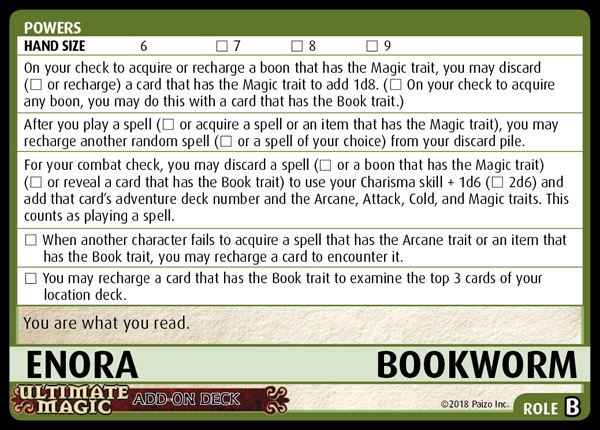 POWERS
HAND SIZE 6 ☐ 7 ☐ 8 ☐ 9
On your check to acquire or recharge a boon that has the Magic trait, you may discard
(☐ or recharge) a card that has the Magic trait to add 1d8. (☐ On your check to acquire
any boon, you may do this with a card that has the Book trait.)
After you play a spell (☐ or acquire a spell or an item that has the Magic trait), you may
recharge another random spell (☐ or a spell of your choice) from your discard pile.
For your combat check, you may discard a spell (☐ or a boon that has the Magic trait)
(☐ or reveal a card that has the Book trait) to use your Charisma skill + 1d6 (☐ 2d6) and
add that card's adventure deck number and the Arcane, Attack, Cold, and Magic traits. This
counts as playing a spell.
☐ When another character fails to acquire a spell that has the Arcane trait or an item that
has the Book trait, you may recharge a card to encounter it.
☐ You may recharge a card that has the Book trait to examine the top 3 cards of your
location deck.
You are what you read.
ENORA BOOKWORM
ULTIMATE MAGIC ADD-ON DECK
©2018 Paizo Inc. ROLE B